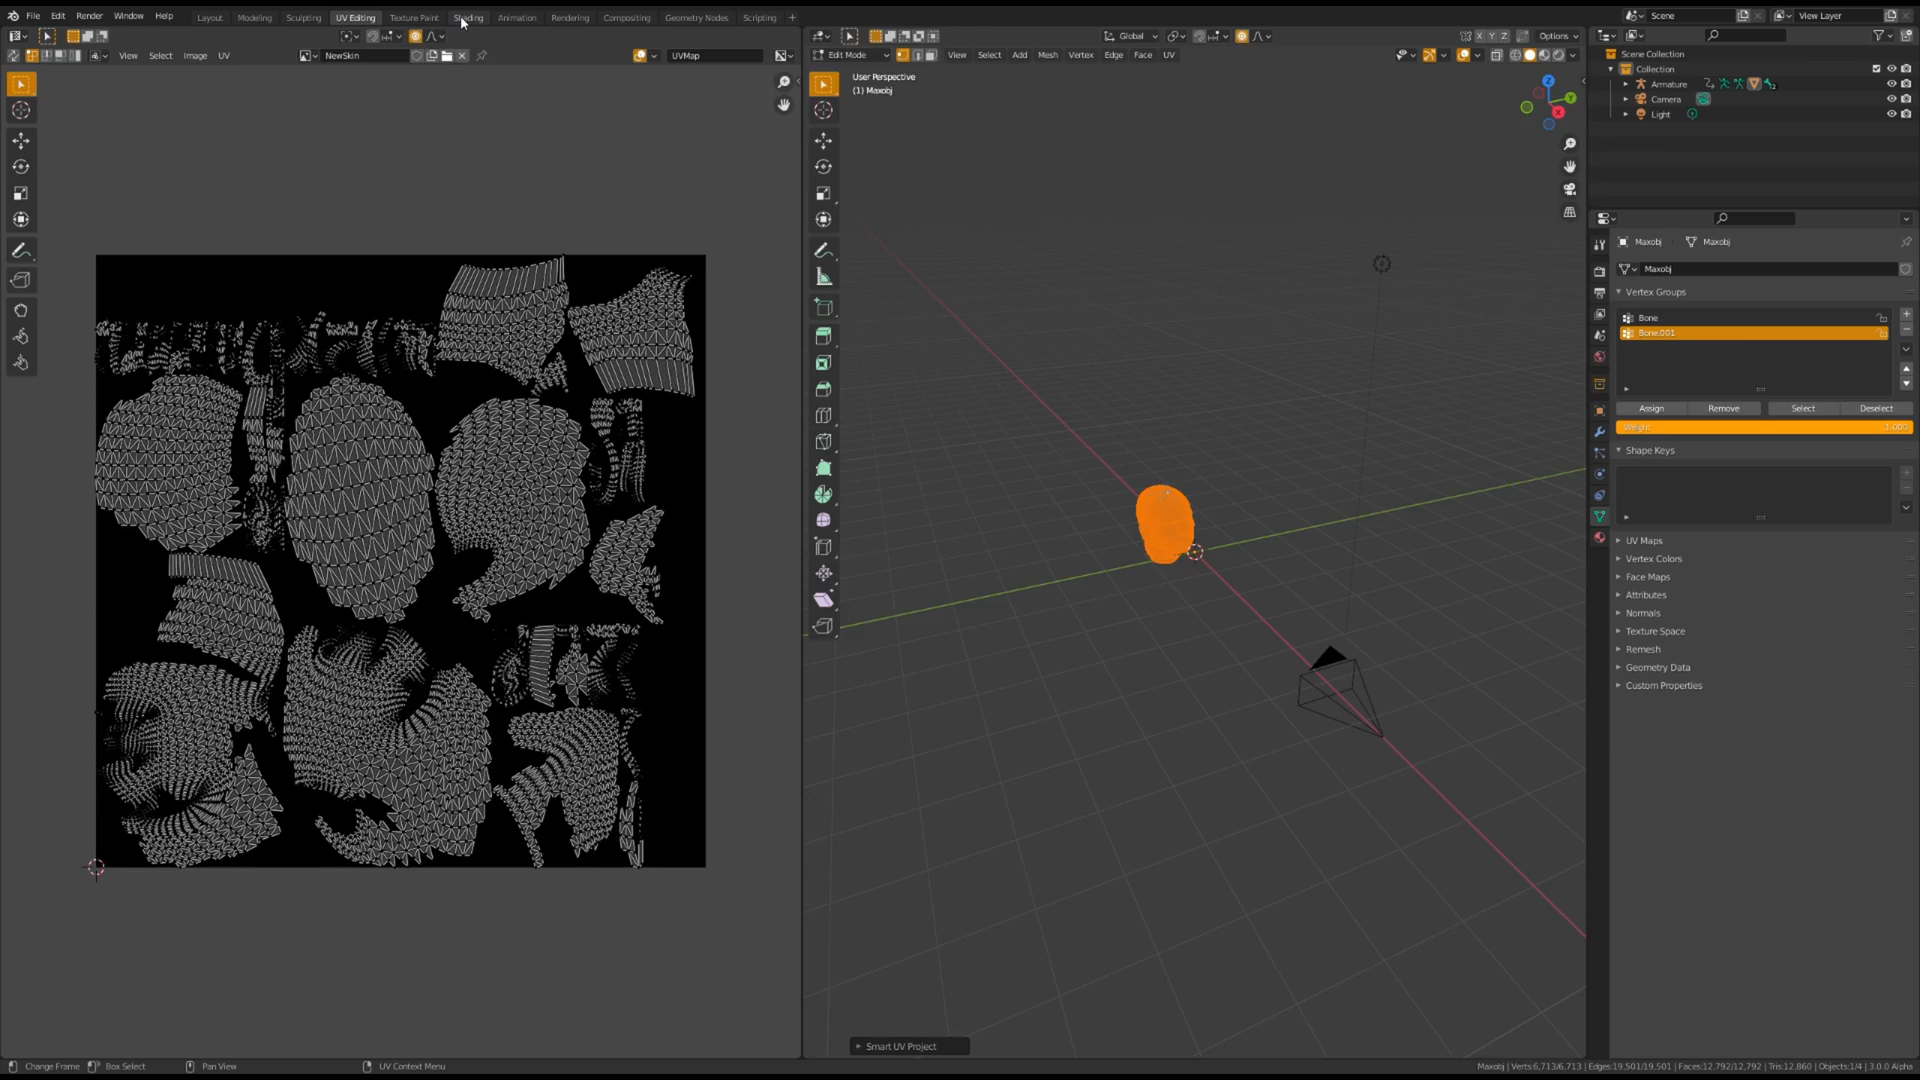 File Edit Render Window Help Layout Modeling Sculpting UV Editing Texture Paint Shading Animation Rendering Compositing Geometry Nodes Scripting + Scene View Layer
Global X Y Z Options
View Select Image UV NewSkin UVMap Edit Mode View Select Add Mesh Vertex Edge Face UV
Scene Collection
Collection
Armature 2
Camera
Light
User Perspective
(1) Maxobj
Z
Y
X
Maxobj Maxobj
Maxobj
Vertex Groups
Bone
Bone.001
Assign Remove Select Deselect
Weight 1.000
Shape Keys
UV Maps
Vertex Colors
Face Maps
Attributes
Normals
Texture Space
Remesh
Geometry Data
Custom Properties
Smart UV Project
Change Frame Box Select Pan View UV Context Menu Maxobj | Verts:6,713/6,713 | Edges:19,501/19,501 | Faces:12,792/12,792 | Tris:12,860 | Objects:1/4 | 3.0.0 Alpha